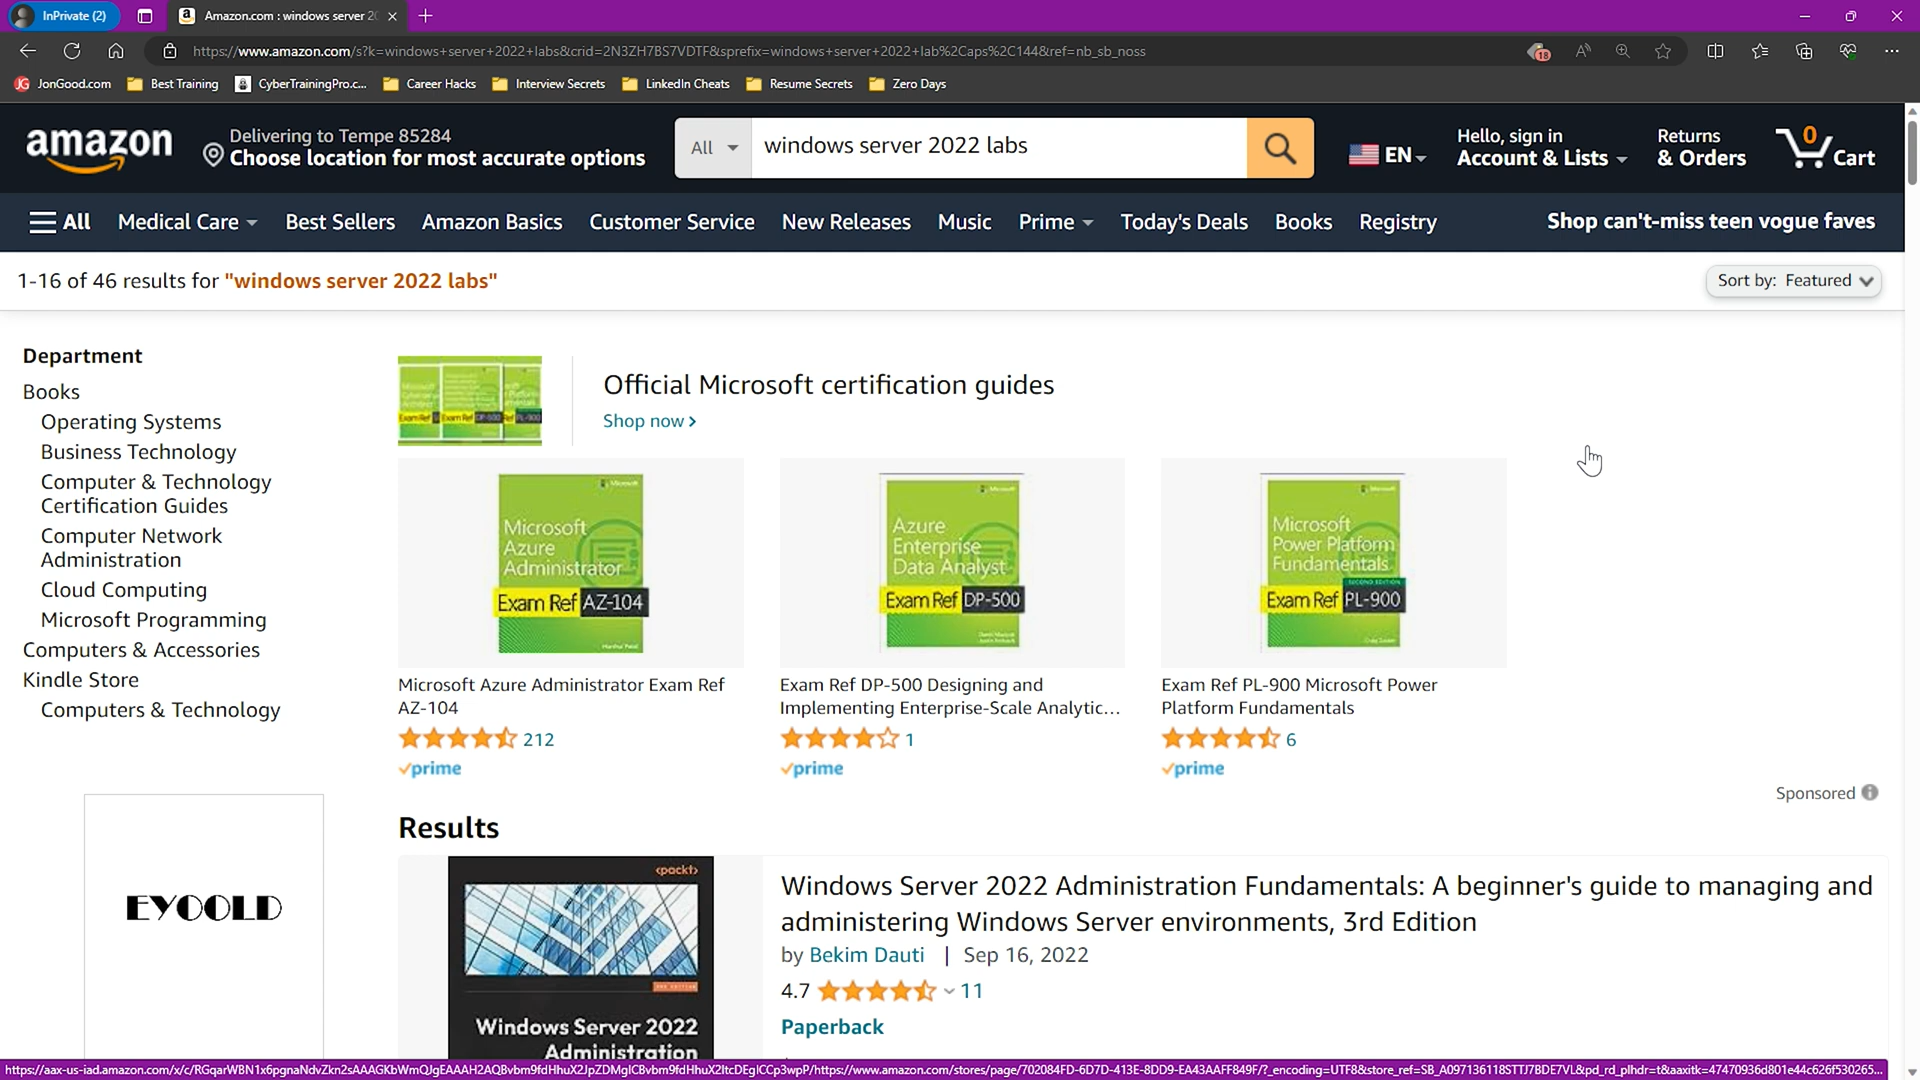 InPrivate (2)
Amazon.com : windows server 20
https://www.amazon.com/s?k=windows+server+2022+labs&crid=2N3ZH7BS7VDTF&sprefix=windows+server+2022+lab%2Caps%2C144&ref=nb_sb_noss
18
JG JonGood.com
Best Training
CyberTrainingPro.c...
Career Hacks
Interview Secrets
LinkedIn Cheats
Resume Secrets
Zero Days
amazon
Delivering to Tempe 85284
Choose location for most accurate options
All
windows server 2022 labs
EN
Hello, sign in
Account & Lists
Returns
& Orders
0
Cart
All
Medical Care
Best Sellers
Amazon Basics
Customer Service
New Releases
Music
Prime
Today's Deals
Books
Registry
Shop can't-miss teen vogue faves
1-16 of 46 results for "windows server 2022 labs"
Sort by: Featured
Department
Books
Operating Systems
Business Technology
Computer & Technology
Certification Guides
Computer Network
Administration
Cloud Computing
Microsoft Programming
Computers & Accessories
Kindle Store
Computers & Technology
Official Microsoft certification guides
Shop now
Microsoft
Microsoft
Azure
Administrator
Exam Ref AZ-104
Microsoft Azure Administrator Exam Ref
AZ-104
212
prime
Microsoft
Azure
Enterprise
Data Analyst
Exam Ref DP-500
Exam Ref DP-500 Designing and
Implementing Enterprise-Scale Analytic...
1
prime
Microsoft
Microsoft
Power Platform
Fundamentals
SECOND EDITION
Exam Ref PL-900
Exam Ref PL-900 Microsoft Power
Platform Fundamentals
6
prime
Sponsored
EYOOLD
Results
<packt>
3RD EDITION
Windows Server 2022
Administration
Windows Server 2022 Administration Fundamentals: A beginner's guide to managing and
administering Windows Server environments, 3rd Edition
by Bekim Dauti | Sep 16, 2022
4.7
11
Paperback